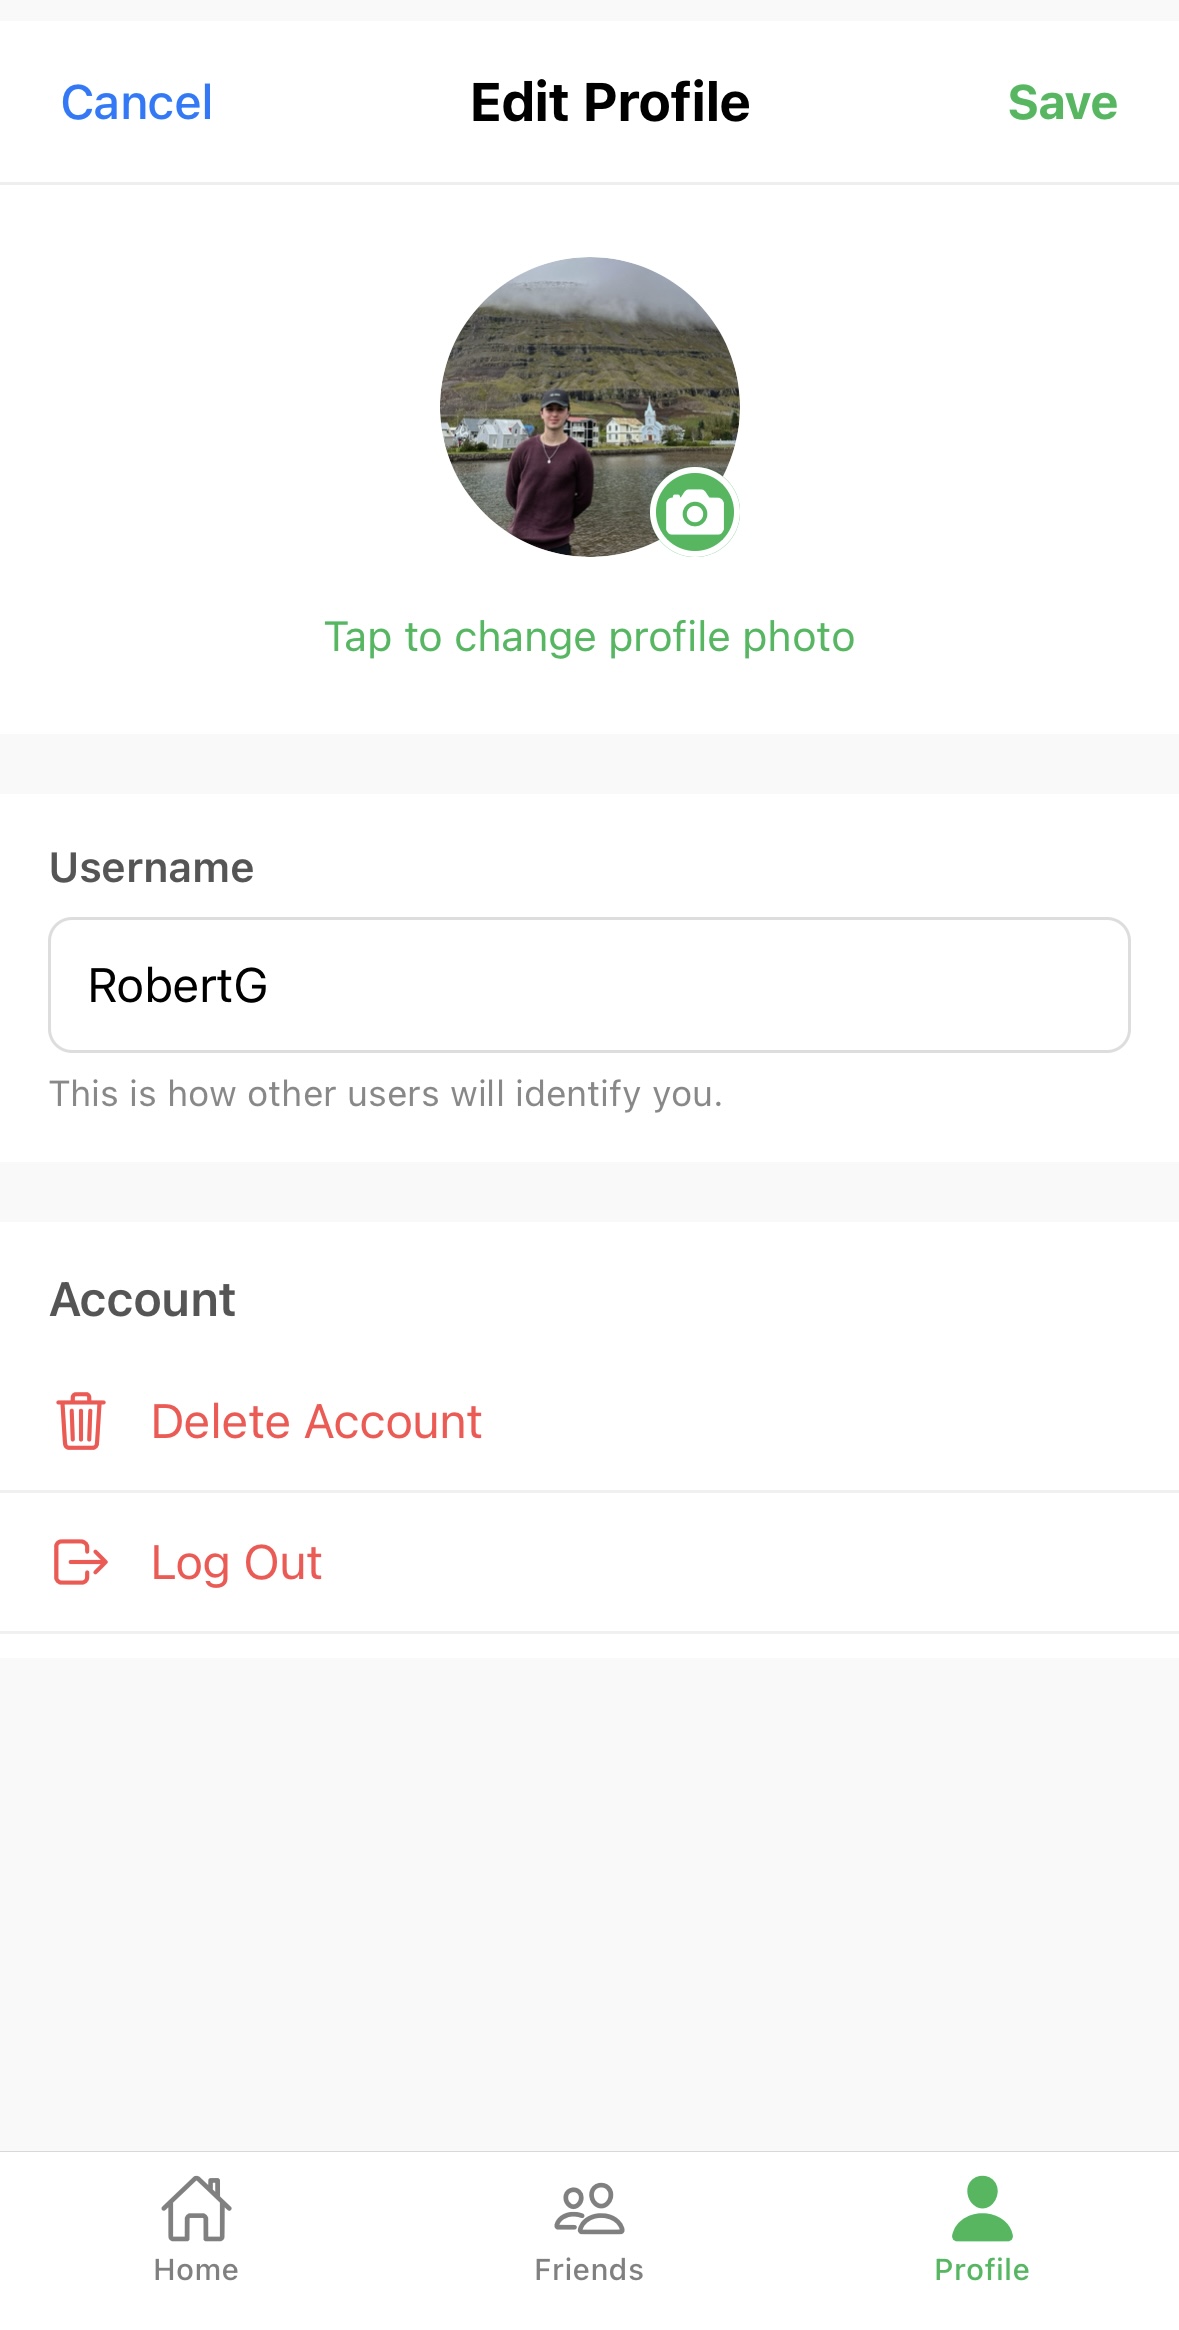 Cancel
Edit Profile
Save
Tap to change profile photo
Username
RobertG
This is how other users will identify you.
Account
Delete Account
Log Out
Home
Friends
Profile